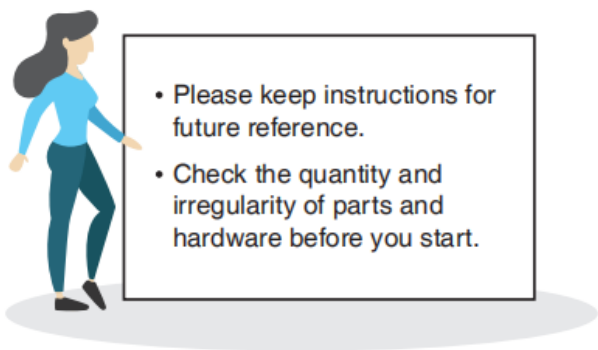 • Please keep instructions for
future reference.
• Check the quantity and
irregularity of parts and
hardware before you start.